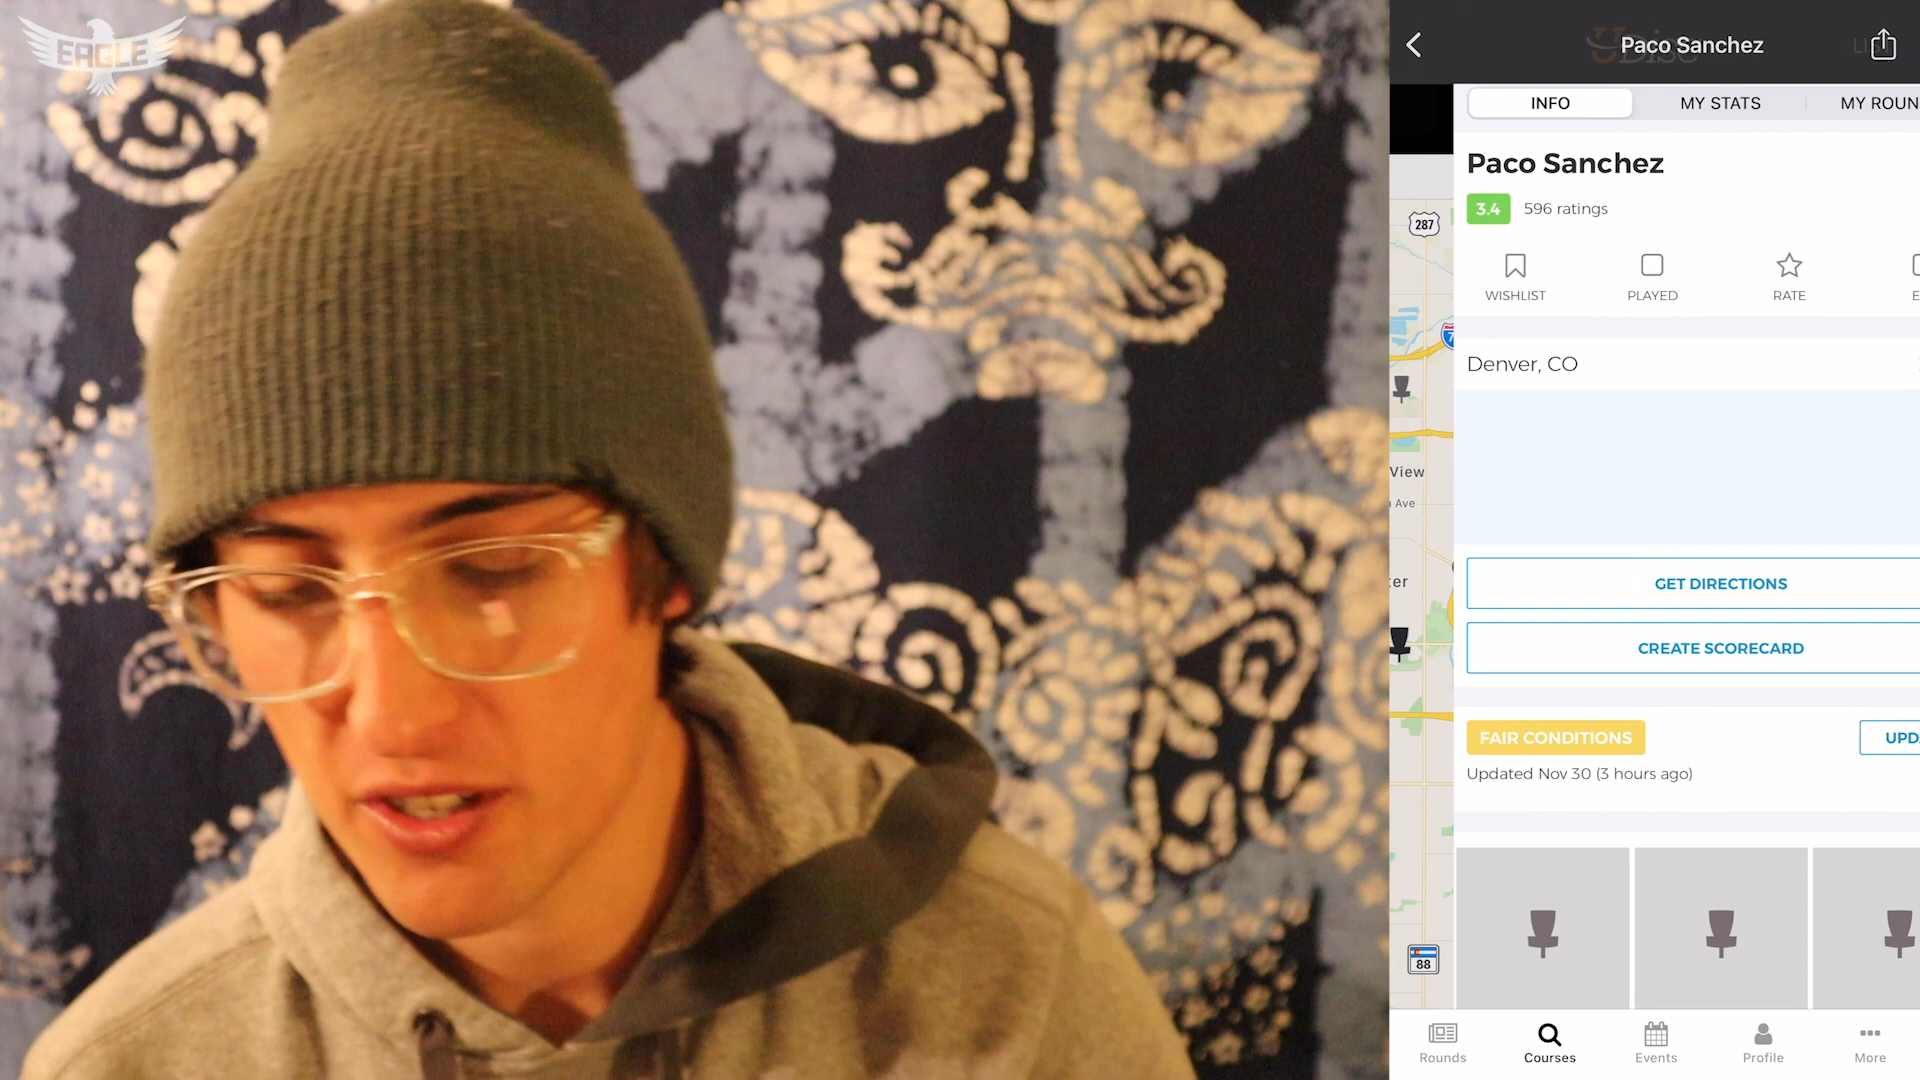 EAGLE
Paco Sanchez
INFO
MY STATS
MY ROUN
Paco Sanchez
3.4
596 ratings
WISHLIST
PLAYED
RATE
E
Denver, CO
GET DIRECTIONS
CREATE SCORECARD
FAIR CONDITIONS
UPD
Updated Nov 30 (3 hours ago)
287
7
View
Ave
er
88
Rounds
Courses
Events
Profile
More